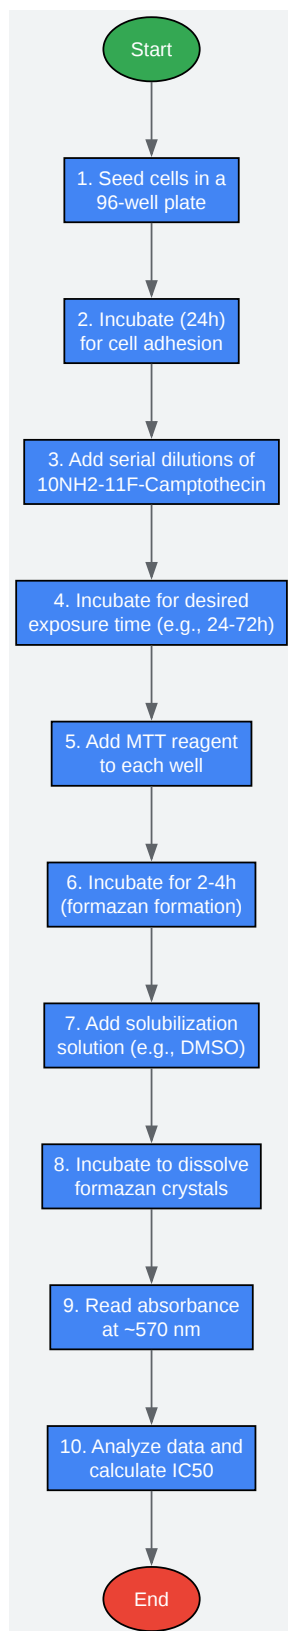 Start
1. Seed cells in a
96-well plate
2. Incubate (24h)
for cell adhesion
3. Add serial dilutions of
10NH2-11F-Camptothecin
4. Incubate for desired
exposure time (e.g., 24-72h)
5. Add MTT reagent
to each well
6. Incubate for 2-4h
(formazan formation)
7. Add solubilization
solution (e.g., DMSO)
8. Incubate to dissolve
formazan crystals
9. Read absorbance
at ~570 nm
10. Analyze data and
calculate IC50
End